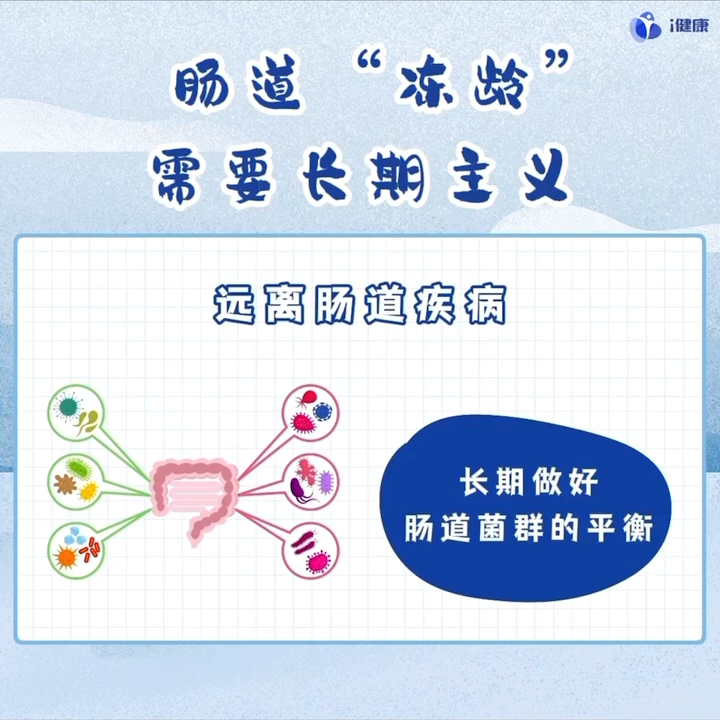 i健康
肠道“冻龄”
需要长期主义
远离肠道疾病
长期做好
肠道菌群的平衡